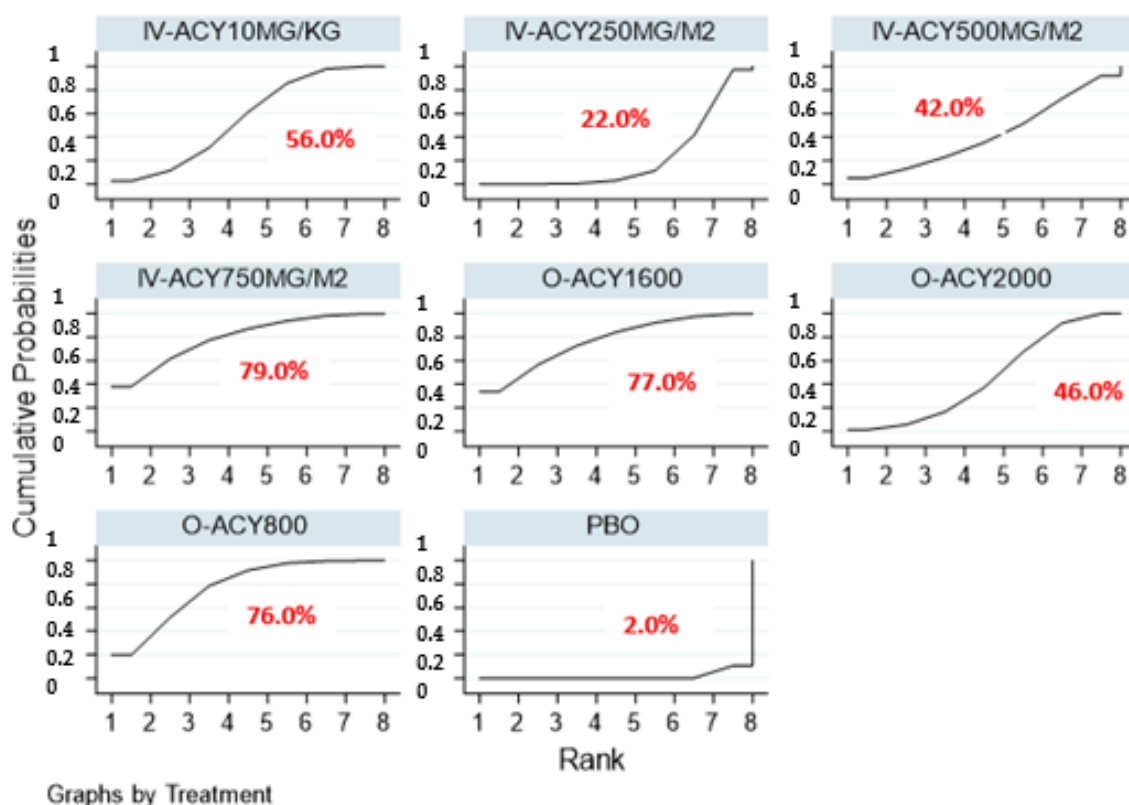 IV-ACY10MG/KG IV-ACY250MG/M2 IV-ACY500MG/M2
1 1 1
0.8 0.8 0.8
0.6 0.6 0.6
0.4 0.4 0.4
0.2 0.2 0.2
0 0 0
56.0% 22.0% 42.0%
1 2 3 4 5 6 7 8 1 2 3 4 5 6 7 8 1 2 3 4 5 6 7 8
IV-ACY750MG/M2 O-ACY1600 O-ACY2000
1 1 1
0.8 0.8 0.8
0.6 0.6 0.6
0.4 0.4 0.4
0.2 0.2 0.2
0 0 0
79.0% 77.0% 46.0%
1 2 3 4 5 6 7 8 1 2 3 4 5 6 7 8 1 2 3 4 5 6 7 8
Cumulative Probabilities
O-ACY800 PBO
1 1
0.8 0.8
0.6 0.6
0.4 0.4
0.2 0.2
0 0
76.0% 2.0%
1 2 3 4 5 6 7 8 1 2 3 4 5 6 7 8
Rank
Graphs by Treatment